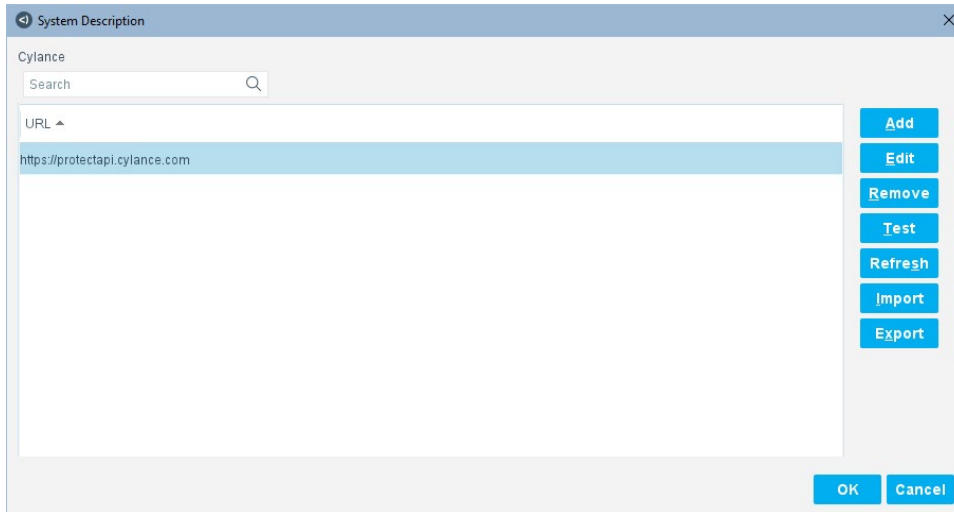 System Description
Cylance
Search
URL
https://protectapi.cylance.com
Add
Edit
Remove
Test
Refresh
Import
Export
OK
Cancel